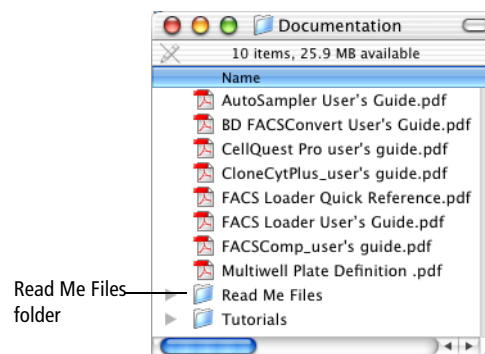 Documentation
10 items, 25.9 MB available
Name
AutoSampler User's Guide.pdf
BD FACSConvert User's Guide.pdf
CellQuest Pro user's guide.pdf
CloneCytPlus_user's guide.pdf
FACS Loader Quick Reference.pdf
FACS Loader User's Guide.pdf
FACSComp_user's guide.pdf
Multiwell Plate Definition .pdf
Read Me Files
Tutorials
Read Me Files
folder